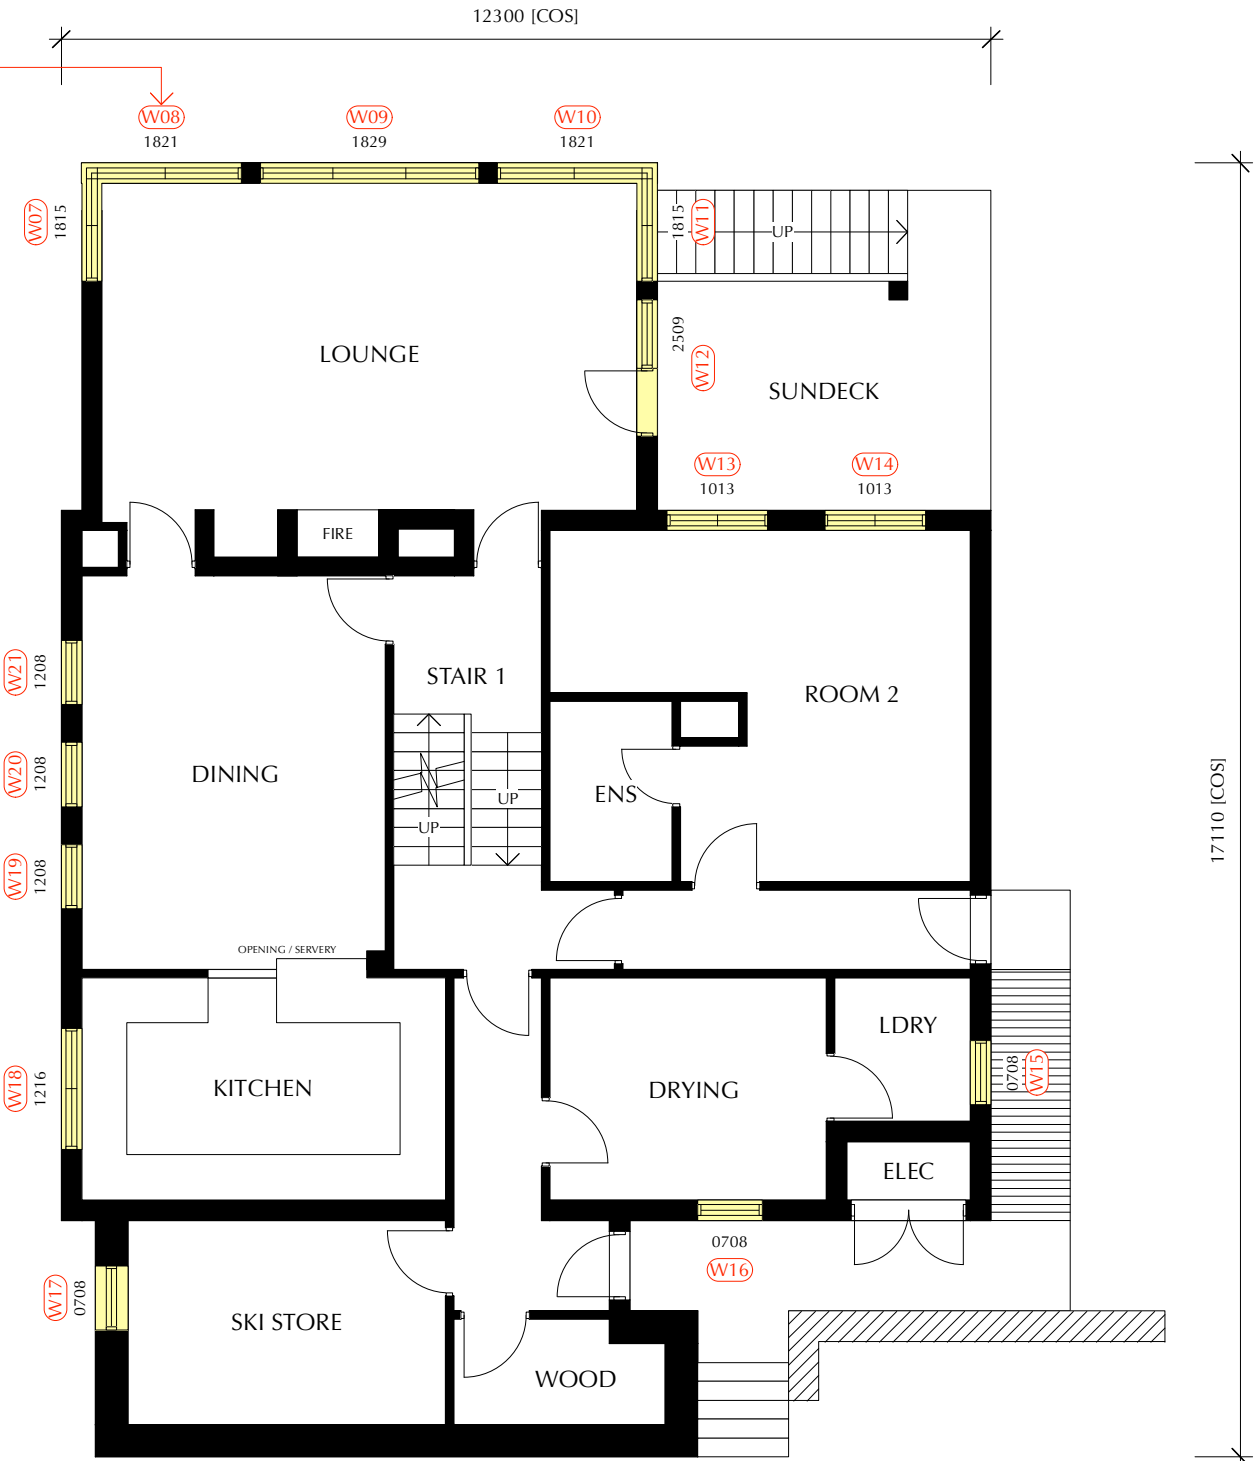 12300 [COS]
W08
W09
W10
1821
1829
1821
W07
1815
1815
W11
UP
LOUNGE
2509
W12
SUNDECK
W13
W14
1013
1013
FIRE
W21
1208
STAIR 1
ROOM 2
W20
1208
DINING
ENS
UP
UP
17110 [COS]
W19
1208
OPENING / SERVERY
LDRY
W18
1216
KITCHEN
DRYING
0708
W15
ELEC
0708
W16
W17
0708
SKI STORE
WOOD